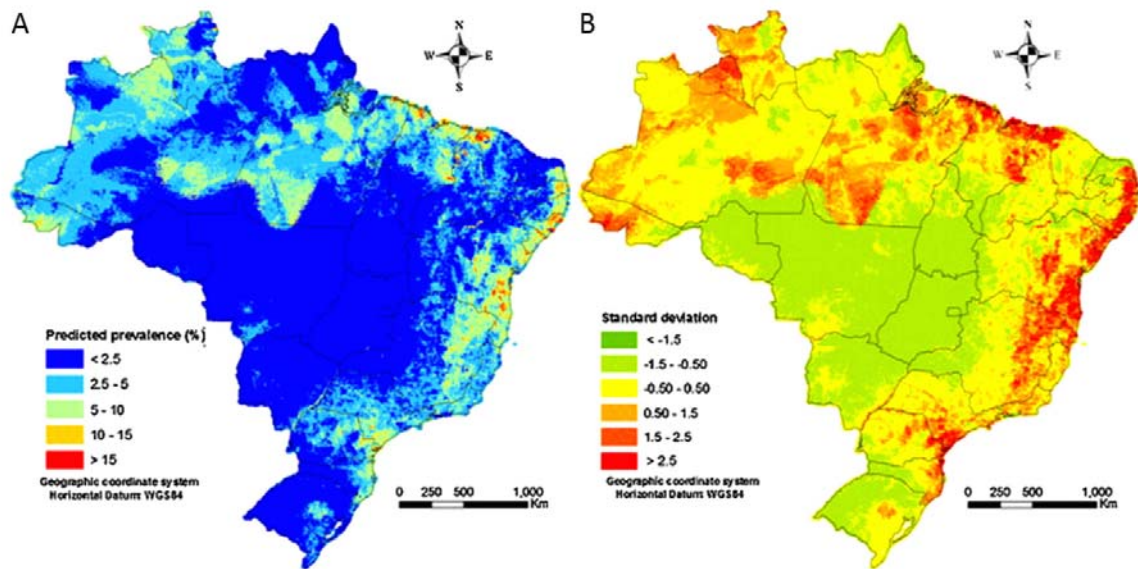 A
N
W E
S
Predicted prevalence (%)
< 2.5
2.5 - 5
5 - 10
10 - 15
> 15
Geographic coordinate system
Horizontal Datum: WGS84
0 250 500 1,000
Km
B
N
W E
S
Standard deviation
< -1.5
-1.5 - -0.50
-0.50 - 0.50
0.50 - 1.5
1.5 - 2.5
> 2.5
Geographic coordinate system
Horizontal Datum: WGS84
0 250 500 1,000
Km